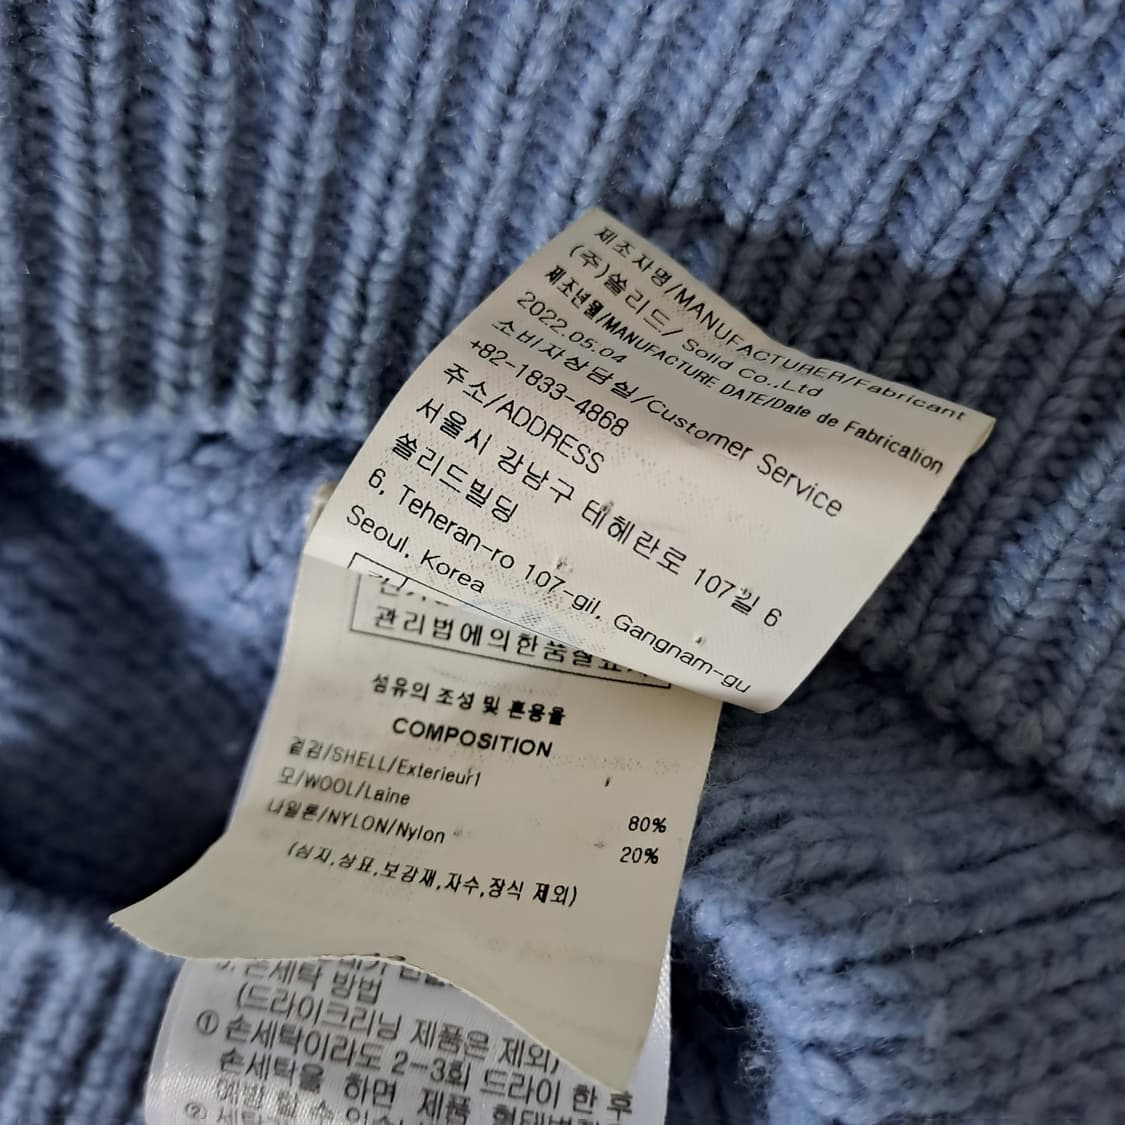 제조자명/MANUFACTURER/Fabricant
(주)쏠리드/ Solid Co.,Ltd
제조년월/MANUFACTURE DATE/Date de Fabrication
2022.05.04
소비자상담실/Customer Service
+82-1833-4868
주소/ADDRESS
서울시 강남구 테헤란로 107길 6
쏠리드빌딩
6, Teheran-ro 107-gil, Gangnam-gu
Seoul, Korea
관리법에의한품질표시
섬유의 조성 및 혼용율
COMPOSITION
겉감/SHELL/Exterieur1
모/WOOL/Laine 80%
나일론/NYLON/Nylon 20%
(심지,상표,보강재,자수,장식 제외)
손세탁 방법
(드라이크리닝 제품은 제외)
① 손세탁이라도 2-3회 드라이 한 후
손세탁을 하면 제품
②